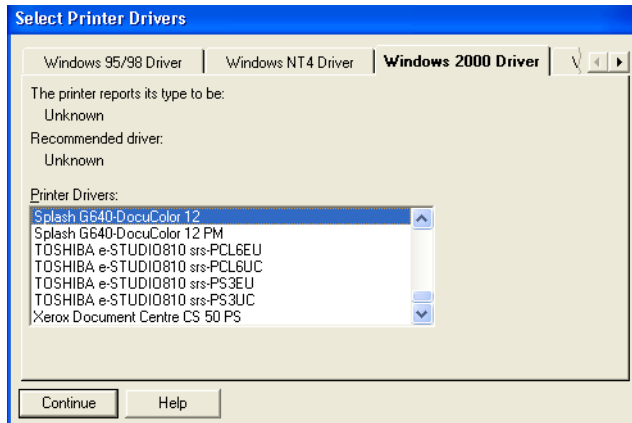 Select Printer Drivers
Windows 95/98 Driver Windows NT4 Driver Windows 2000 Driver
The printer reports its type to be:
Unknown
Recommended driver:
Unknown
Printer Drivers:
Splash G640-DocuColor 12
Splash G640-DocuColor 12 PM
TOSHIBA e-STUDIO810 srs-PCL6EU
TOSHIBA e-STUDIO810 srs-PCL6UC
TOSHIBA e-STUDIO810 srs-PS3EU
TOSHIBA e-STUDIO810 srs-PS3UC
Xerox Document Centre CS 50 PS
Continue Help